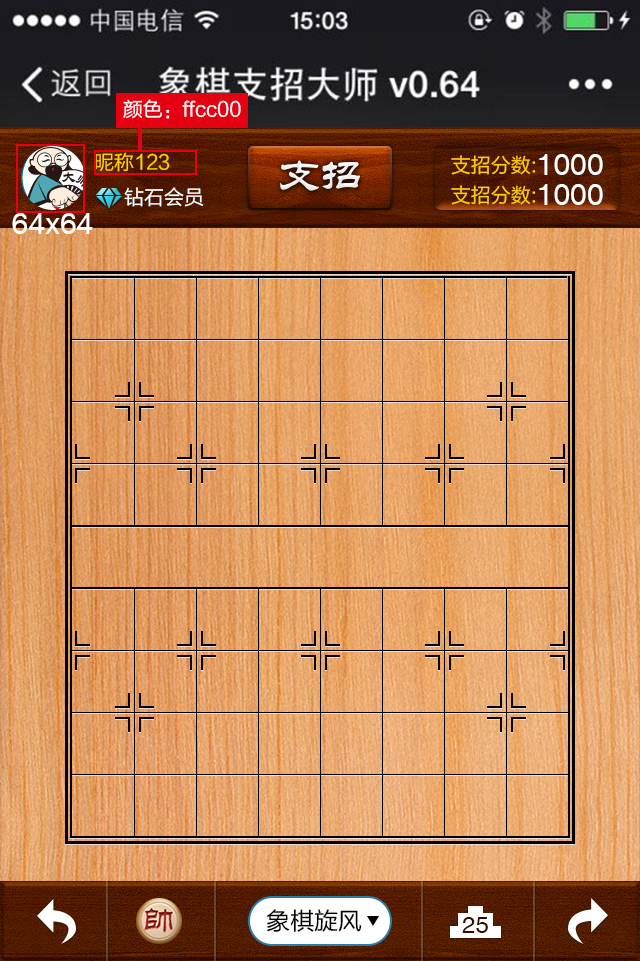 中国电信 15:03
返回 象棋支招大师 v0.64
颜色：ffcc00
昵称123
大师
钻石会员
64x64
支招
支招分数:1000
支招分数:1000
帥
象棋旋风
25